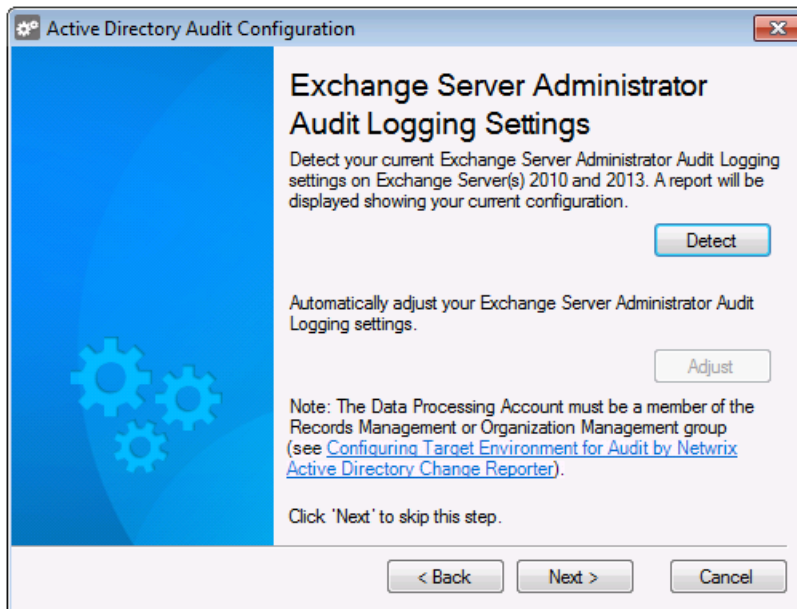 Active Directory Audit Configuration
Exchange Server Administrator
Audit Logging Settings
Detect your current Exchange Server Administrator Audit Logging
settings on Exchange Server(s) 2010 and 2013. A report will be
displayed showing your current configuration.
Detect
Automatically adjust your Exchange Server Administrator Audit
Logging settings.
Adjust
Note: The Data Processing Account must be a member of the
Records Management or Organization Management group
(see Configuring Target Environment for Audit by Netwrix
Active Directory Change Reporter).
Click 'Next' to skip this step.
< Back
Next >
Cancel